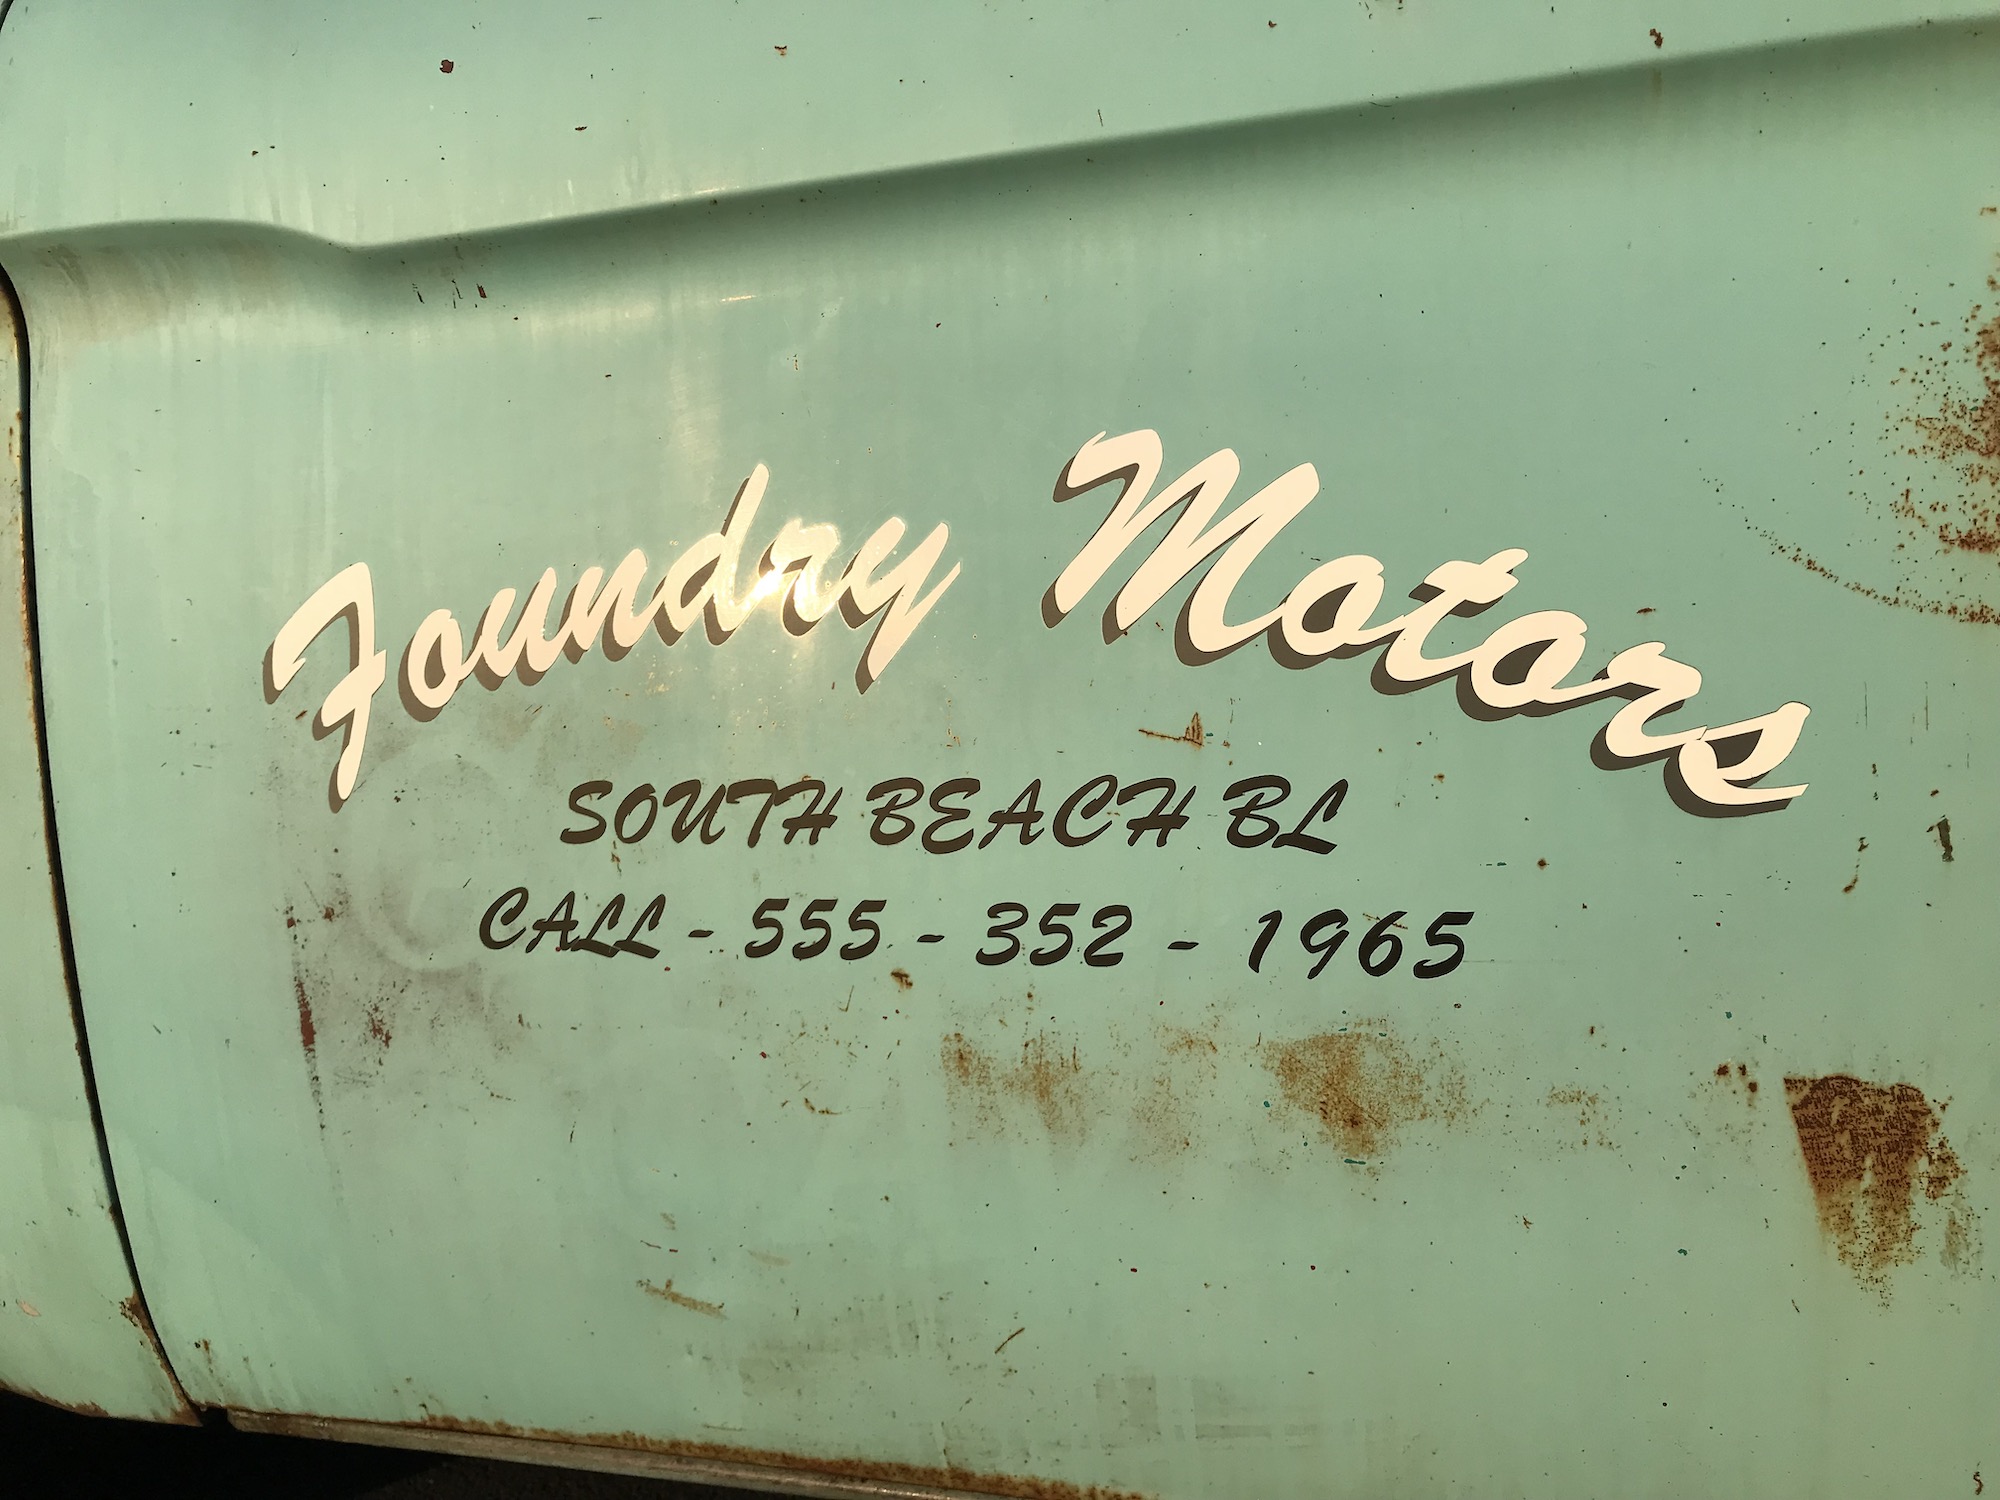 Foundry Motors
SOUTH BEACH BL
CALL - 555 - 352 - 1965